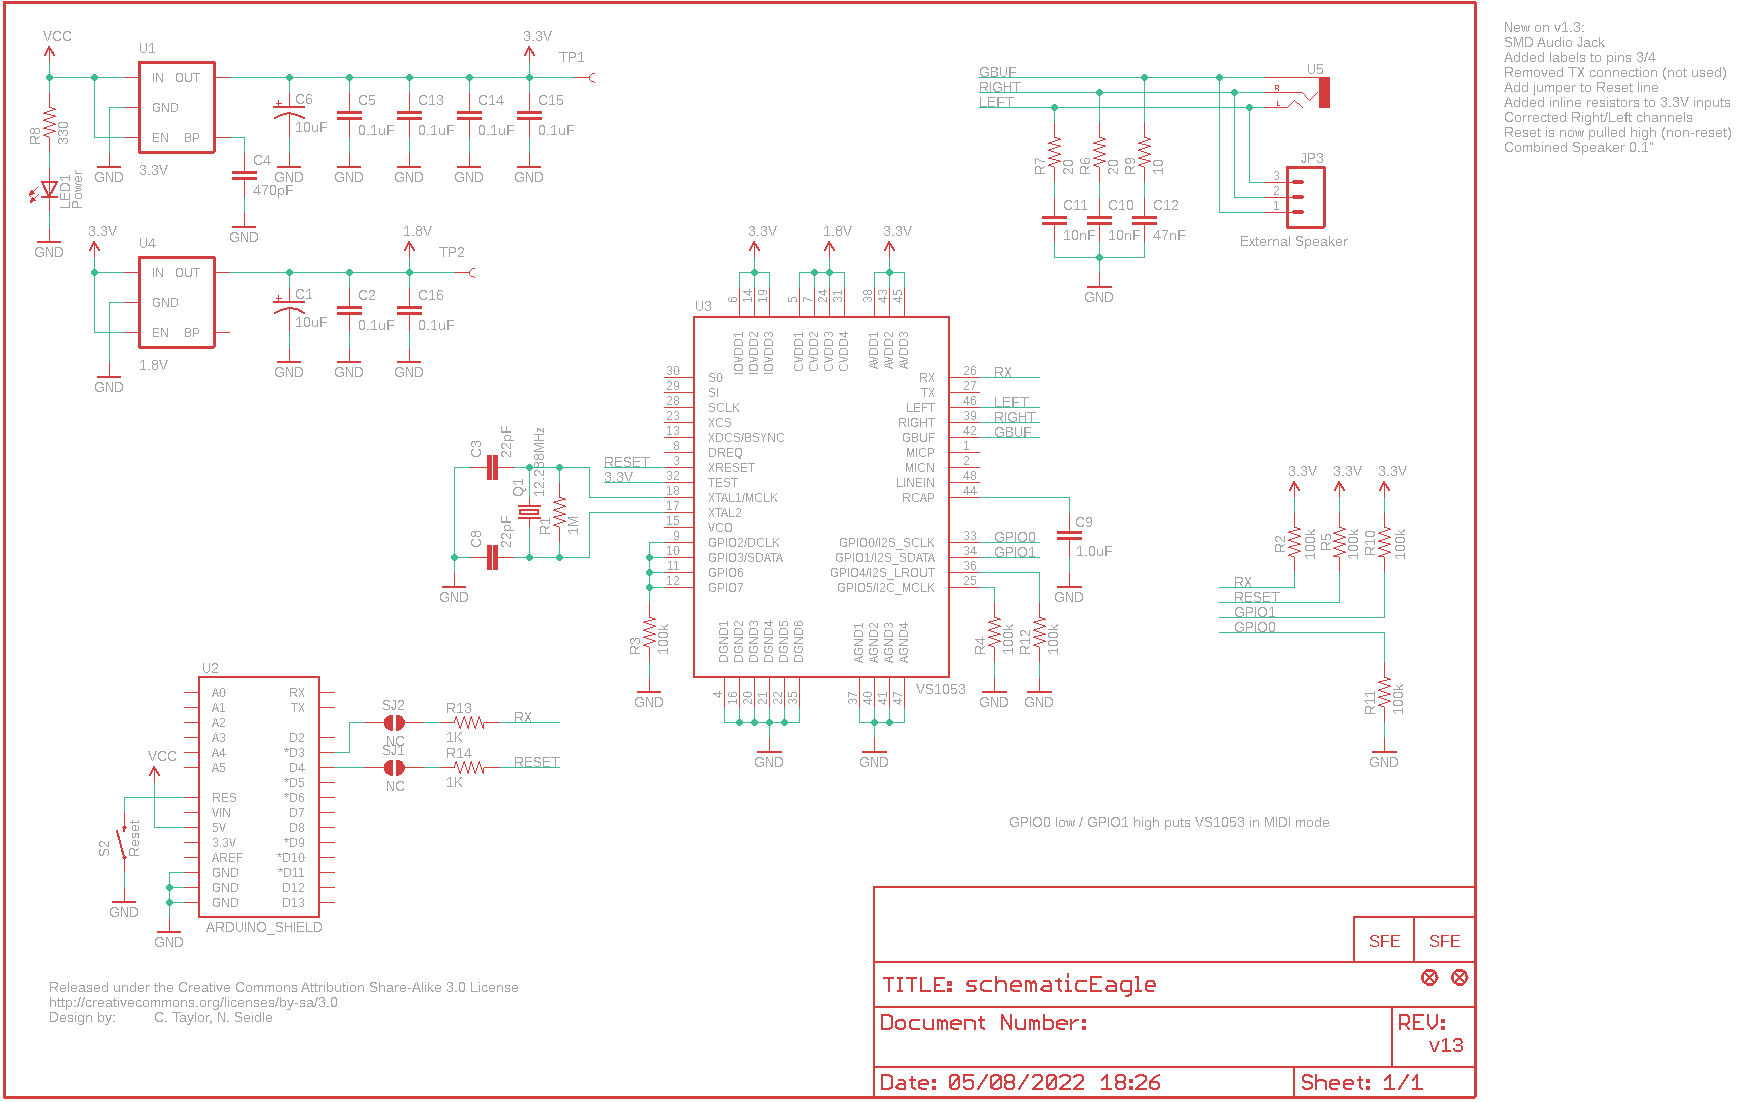 New on v1.3:
SMD Audio Jack
Added labels to pins 3/4
Removed TX connection (not used)
Add jumper to Reset line
Added inline resistors to 3.3V inputs
Corrected Right/Left channels
Reset is now pulled high (non-reset)
Combined Speaker 0.1"
VCC
U1
IN OUT
GND
EN BP
3.3V
R8
330
LED1
Power
GND
GND
C4
470pF
GND
C6
10uF
GND
C5
0.1uF
GND
C13
0.1uF
GND
C14
0.1uF
GND
C15
0.1uF
GND
3.3V
TP1
3.3V
U4
IN OUT
GND
EN BP
1.8V
GND
C1
10uF
GND
C2
0.1uF
GND
C16
0.1uF
GND
1.8V
TP2
GBUF
RIGHT
LEFT
U5
R
L
R7
20
R6
20
R9
10
C11
10nF
C10
10nF
C12
47nF
GND
JP3
3
2
1
External Speaker
U3
3.3V
1.8V
3.3V
6
14
19
5
7
24
31
38
43
45
IOVDD1
IOVDD2
IOVDD3
CVDD1
CVDD2
CVDD3
CVDD4
AVDD1
AVDD2
AVDD3
30 S0
29 SI
28 SCLK
23 XCS
13 XDCS/BSYNC
8 DREQ
RESET 3 XRESET
3.3V 32 TEST
18 XTAL1/MCLK
17 XTAL2
15 VCO
9 GPIO2/DCLK
10 GPIO3/SDATA
11 GPIO6
12 GPIO7
RX 26 RX
TX 27
LEFT 46 LEFT
RIGHT 39 RIGHT
GBUF 42 GBUF
MICP 1
MICN 2
LINEIN 48
RCAP 44
GPIO0/I2S_SCLK 33 GPIO0
GPIO1/I2S_SDATA 34 GPIO1
GPIO4/I2S_LROUT 36
GPIO5/I2C_MCLK 25
DGND1
DGND2
DGND3
DGND4
DGND5
DGND6
AGND1
AGND2
AGND3
AGND4
4
16
20
21
22
35
37
40
41
47
VS1053
GND
GND
C3
22pF
C8
22pF
Q1
12.288MHz
R1
1M
GND
R3
100k
GND
C9
1.0uF
GND
R4
100k
GND
R12
100k
GND
3.3V
3.3V
3.3V
R2
100k
R5
100k
R10
100k
RX
RESET
GPIO1
GPIO0
R11
100k
GND
U2
A0 RX
A1 TX
A2
A3 D2
A4 *D3
A5 D4
*D5
RES *D6
VIN D7
5V D8
3.3V *D9
AREF *D10
GND *D11
GND D12
GND D13
ARDUINO_SHIELD
VCC
S2
Reset
GND
GND
SJ2
NC
R13
1K
RX
SJ1
NC
R14
1K
RESET
GPIO0 low / GPIO1 high puts VS1053 in MIDI mode
Released under the Creative Commons Attribution Share-Alike 3.0 License
http://creativecommons.org/licenses/by-sa/3.0
Design by: C. Taylor, N. Seidle
SFE SFE
TITLE: schematicEagle
Document Number:
REV:
v13
Date: 05/08/2022 18:26
Sheet: 1/1